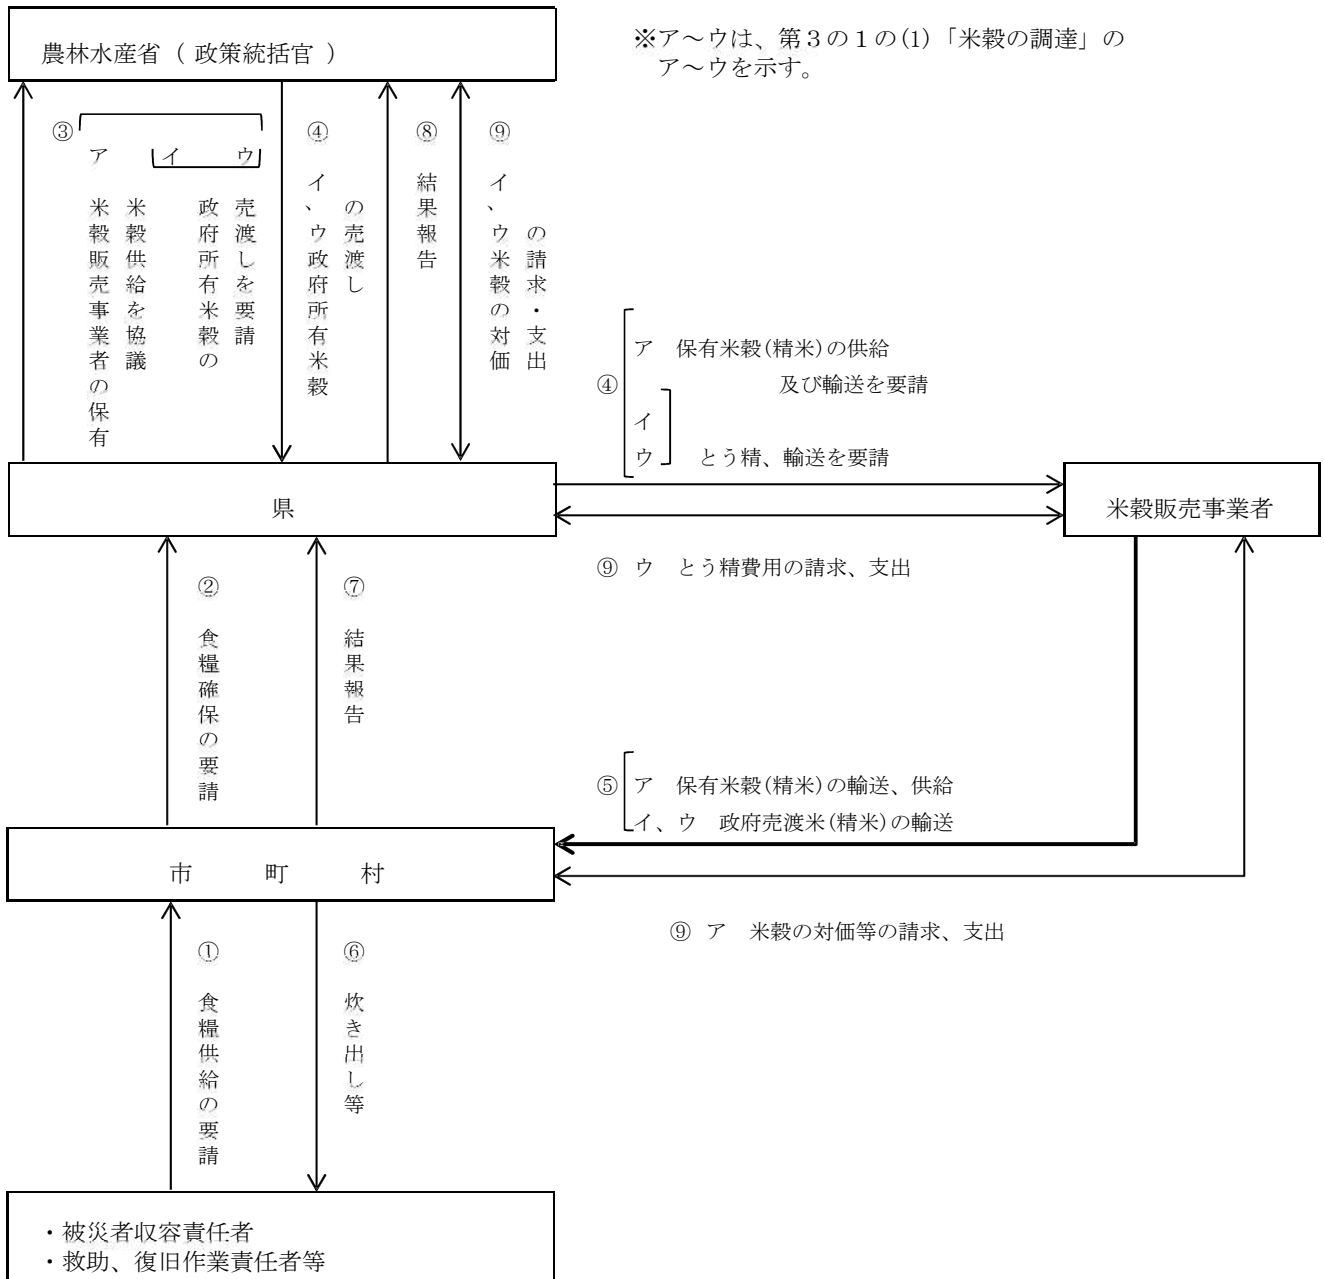 農林水産省（政策統括官）
※ア～ウは、第３の１の(1)「米穀の調達」の
ア～ウを示す。
③
ア 米穀販売事業者の保有
米穀供給を協議
イ 政府所有米穀の
ウ 売渡しを要請
④ イ、ウ政府所有米穀
の売渡し
⑧ 結果報告
⑨ イ、ウ米穀の対価
の請求・支出
④
ア 保有米穀(精米)の供給
及び輸送を要請
イ
ウ とう精、輸送を要請
県
米穀販売事業者
⑨ ウ とう精費用の請求、支出
② 食糧確保の要請
⑦ 結果報告
⑤
ア 保有米穀(精米)の輸送、供給
イ、ウ 政府売渡米(精米)の輸送
市 町 村
⑨ ア 米穀の対価等の請求、支出
① 食糧供給の要請
⑥ 炊き出し等
・被災者収容責任者
・救助、復旧作業責任者等